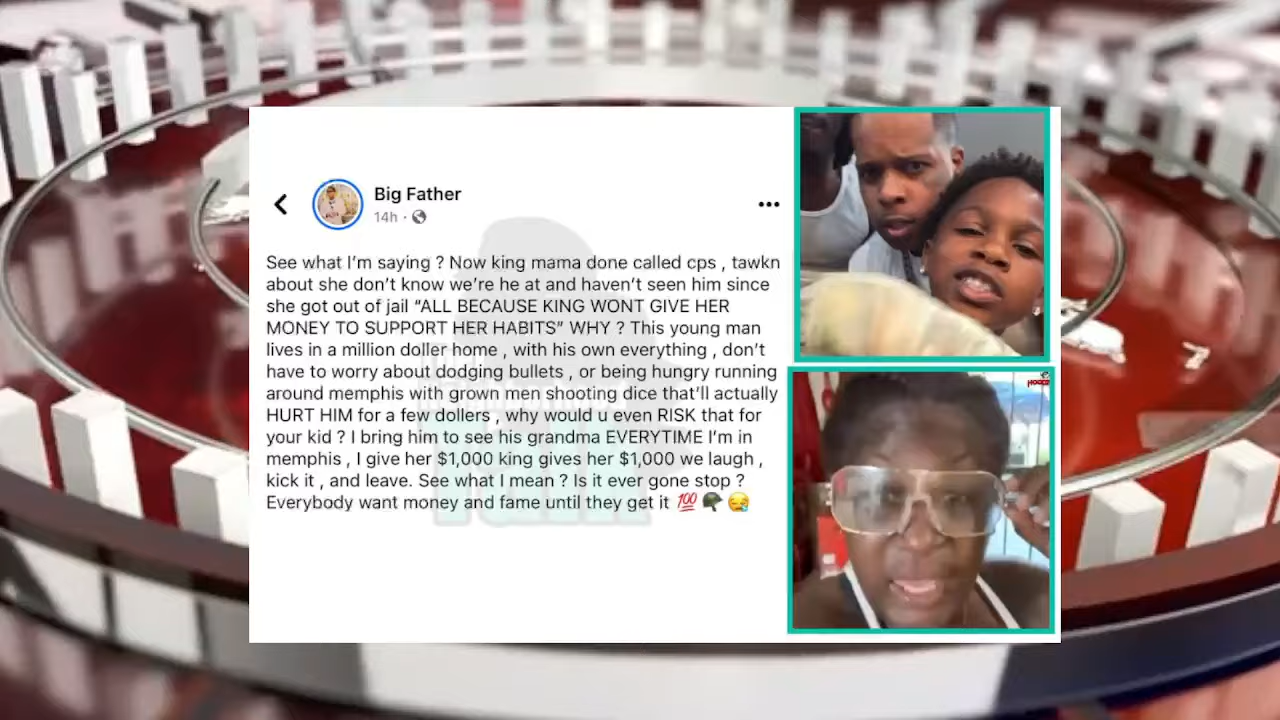 Big Father
14h ·
See what I’m saying ? Now king mama done called cps , tawkn
about she don’t know we’re he at and haven’t seen him since
she got out of jail “ALL BECAUSE KING WONT GIVE HER
MONEY TO SUPPORT HER HABITS” WHY ? This young man
lives in a million doller home , with his own everything , don’t
have to worry about dodging bullets , or being hungry running
around memphis with grown men shooting dice that’ll actually
HURT HIM for a few dollers , why would u even RISK that for
your kid ? I bring him to see his grandma EVERYTIME I’m in
memphis , I give her $1,000 king gives her $1,000 we laugh ,
kick it , and leave. See what I mean ? Is it ever gone stop ?
Everybody want money and fame until they get it 💯🪖😪